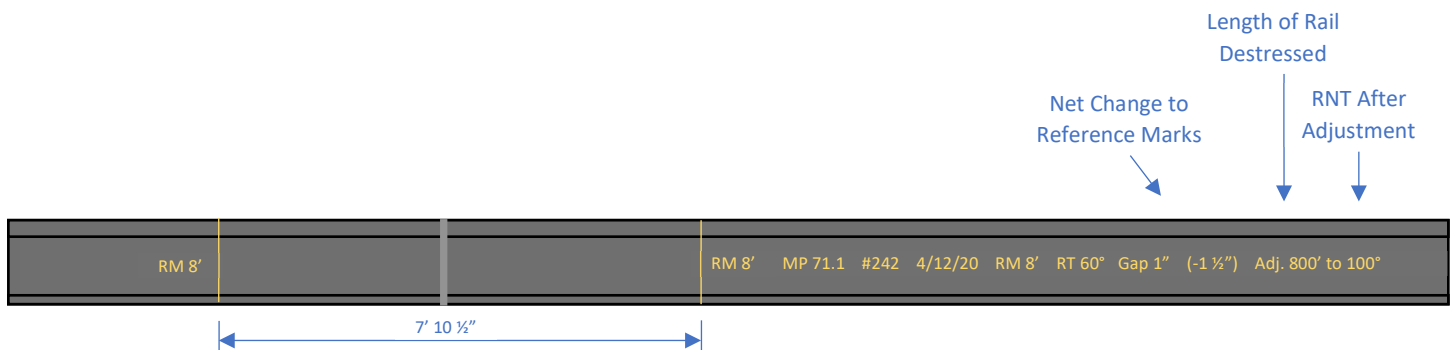 Length of Rail
Destressed
Net Change to
Reference Marks
RNT After
Adjustment
RM 8’
RM 8’ MP 71.1 #242 4/12/20 RM 8’ RT 60° Gap 1” (-1 ½”) Adj. 800’ to 100°
7’ 10 ½”